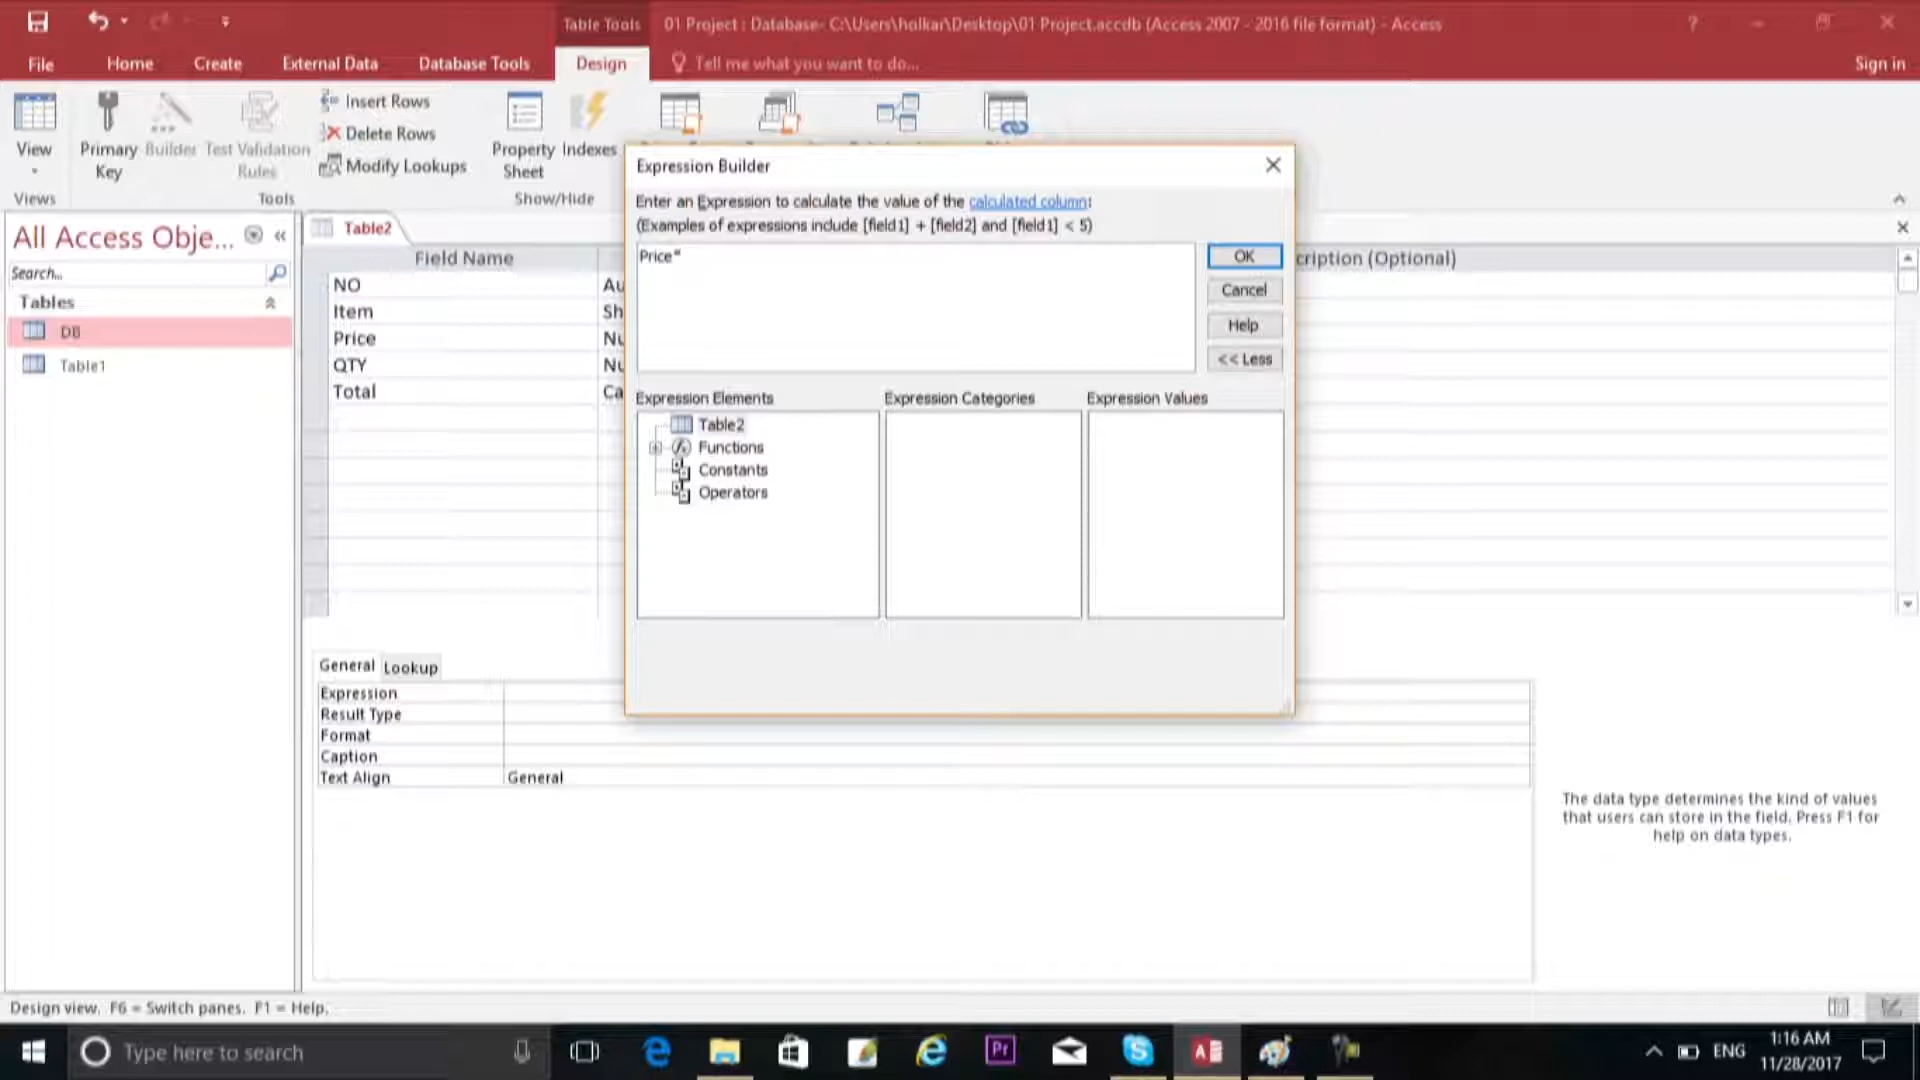 Table Tools
01 Project : Database- C:\Users\halkar\Desktop\01 Project.accdb (Access 2007 - 2016 file format) - Access
File
Home
Create
External Data
Database Tools
Design
Tell me what you want to do...
Sign in
View
Primary
Key
Builder
Test Validation
Rules
Insert Rows
Delete Rows
Modify Lookups
Property
Sheet
Indexes
Views
Tools
Show/Hide
All Access Obje...
Search...
Tables
DB
Table1
Table2
Field Name
cription (Optional)
NO
Au
Item
Sh
Price
Nu
QTY
Nu
Total
Ca
Expression Builder
Enter an Expression to calculate the value of the calculated column:
(Examples of expressions include [field1] + [field2] and [field1] < 5)
Price*
OK
Cancel
Help
<< Less
Expression Elements
Expression Categories
Expression Values
Table2
Functions
Constants
Operators
General
Lookup
Expression
Result Type
Format
Caption
Text Align
General
The data type determines the kind of values
that users can store in the field. Press F1 for
help on data types.
Design view. F6 = Switch panes. F1 = Help.
Type here to search
ENG
1:16 AM
11/28/2017